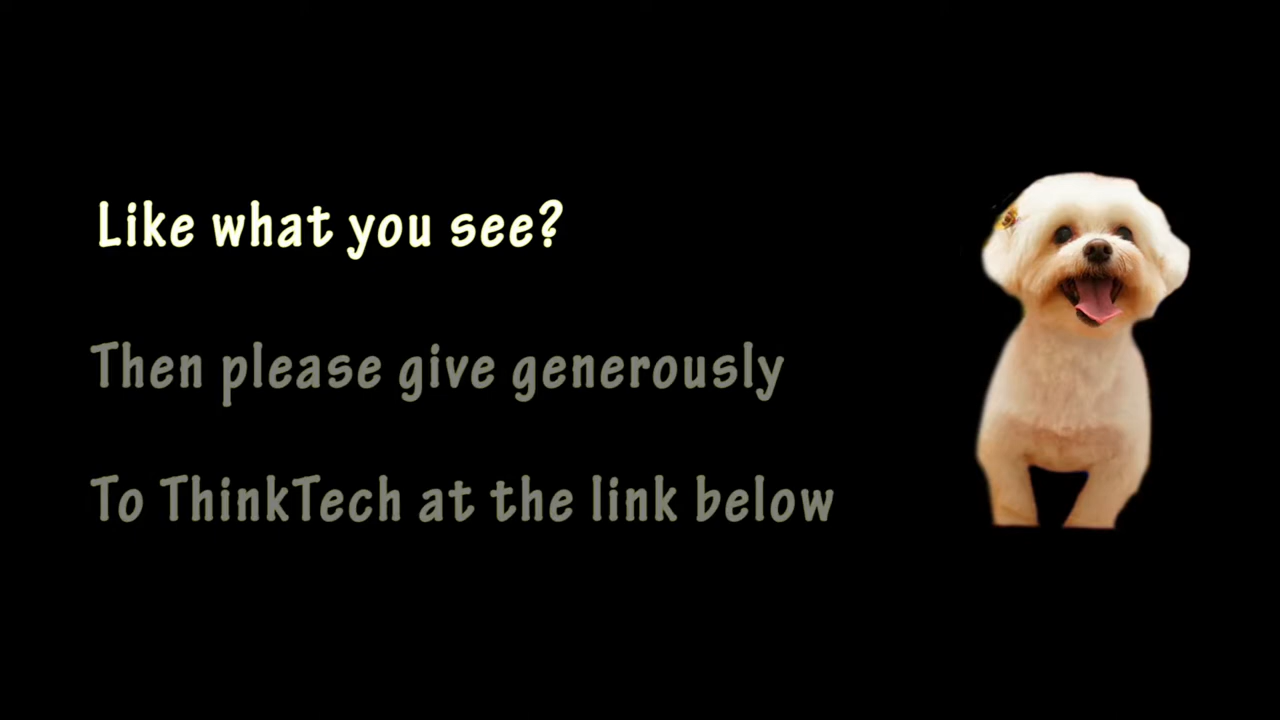 Like what you see?
Then please give generously
To ThinkTech at the link below